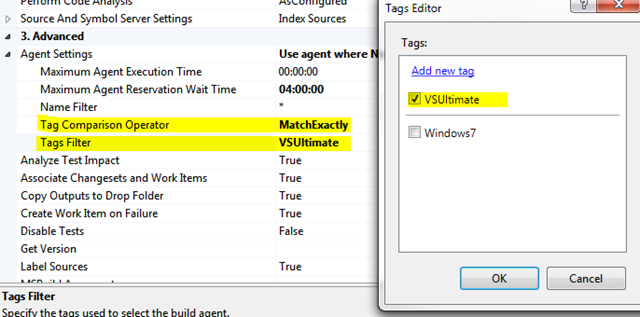 Perform Code Analysis AsConfigured
Source And Symbol Server Settings Index Sources
3. Advanced
Agent Settings Use agent where N
Maximum Agent Execution Time 00:00:00
Maximum Agent Reservation Wait Time 04:00:00
Name Filter *
Tag Comparison Operator MatchExactly
Tags Filter VSUltimate
Analyze Test Impact True
Associate Changesets and Work Items True
Copy Outputs to Drop Folder True
Create Work Item on Failure True
Disable Tests False
Get Version
Label Sources True
Tags Filter
Specify the tags used to select the build agent.
Tags Editor
Tags:
Add new tag
VSUltimate
Windows7
OK Cancel